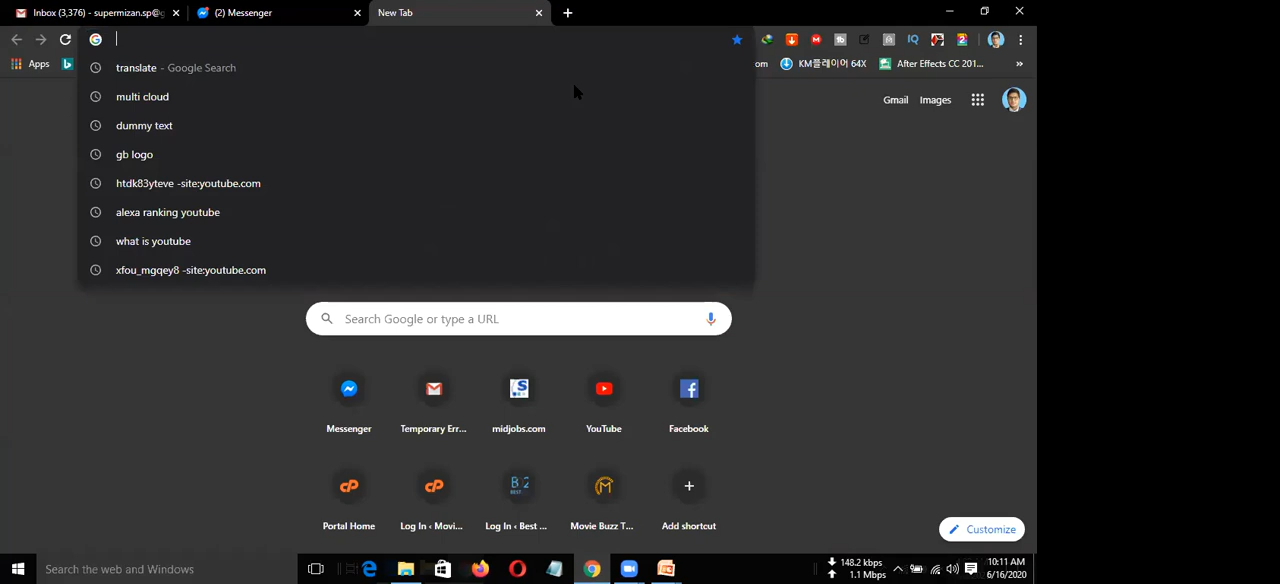 Inbox (3,376) - supermizan.sp@g
(2) Messenger
New Tab
Apps
om
KM플레이어 64X
After Effects CC 201...
»
translate - Google Search
multi cloud
dummy text
gb logo
htdk83yteve -site:youtube.com
alexa ranking youtube
what is youtube
xfou_mgqey8 -site:youtube.com
Gmail
Images
Search Google or type a URL
Messenger
Temporary Err...
midjobs.com
YouTube
Facebook
Portal Home
Log In ‹ Movi...
Log In ‹ Best ...
Movie Buzz T...
Add shortcut
Customize
Search the web and Windows
148.2 kbps
1.1 Mbps
10:11 AM
6/16/2020